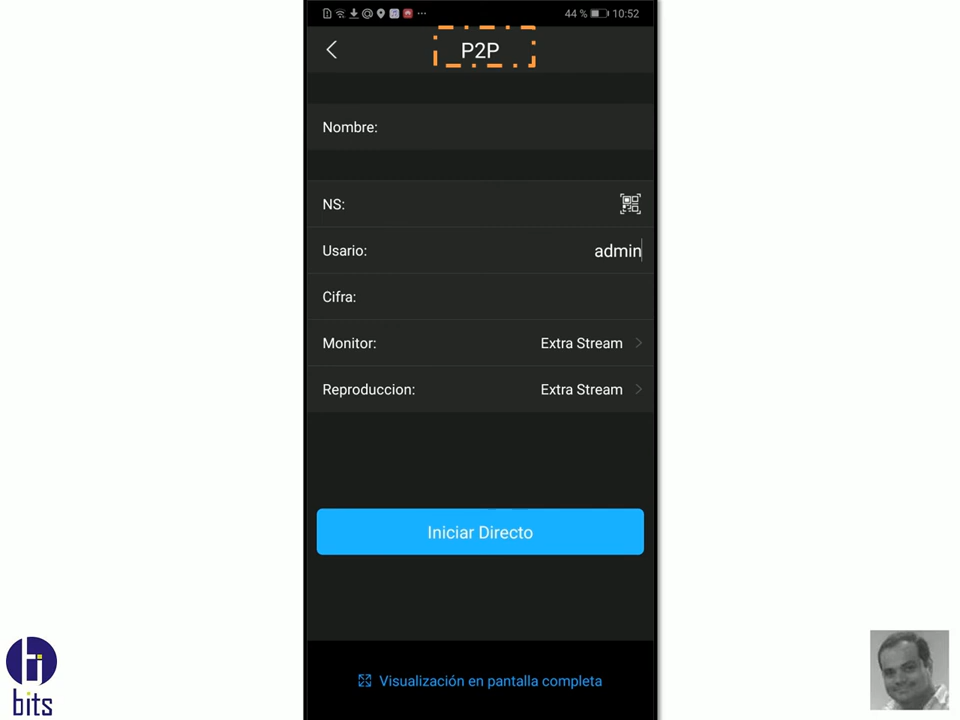 44 % 10:52
P2P
Nombre:
NS:
Usario:
admin
Cifra:
Monitor:
Extra Stream
Reproduccion:
Extra Stream
Iniciar Directo
Visualización en pantalla completa
hi
bits